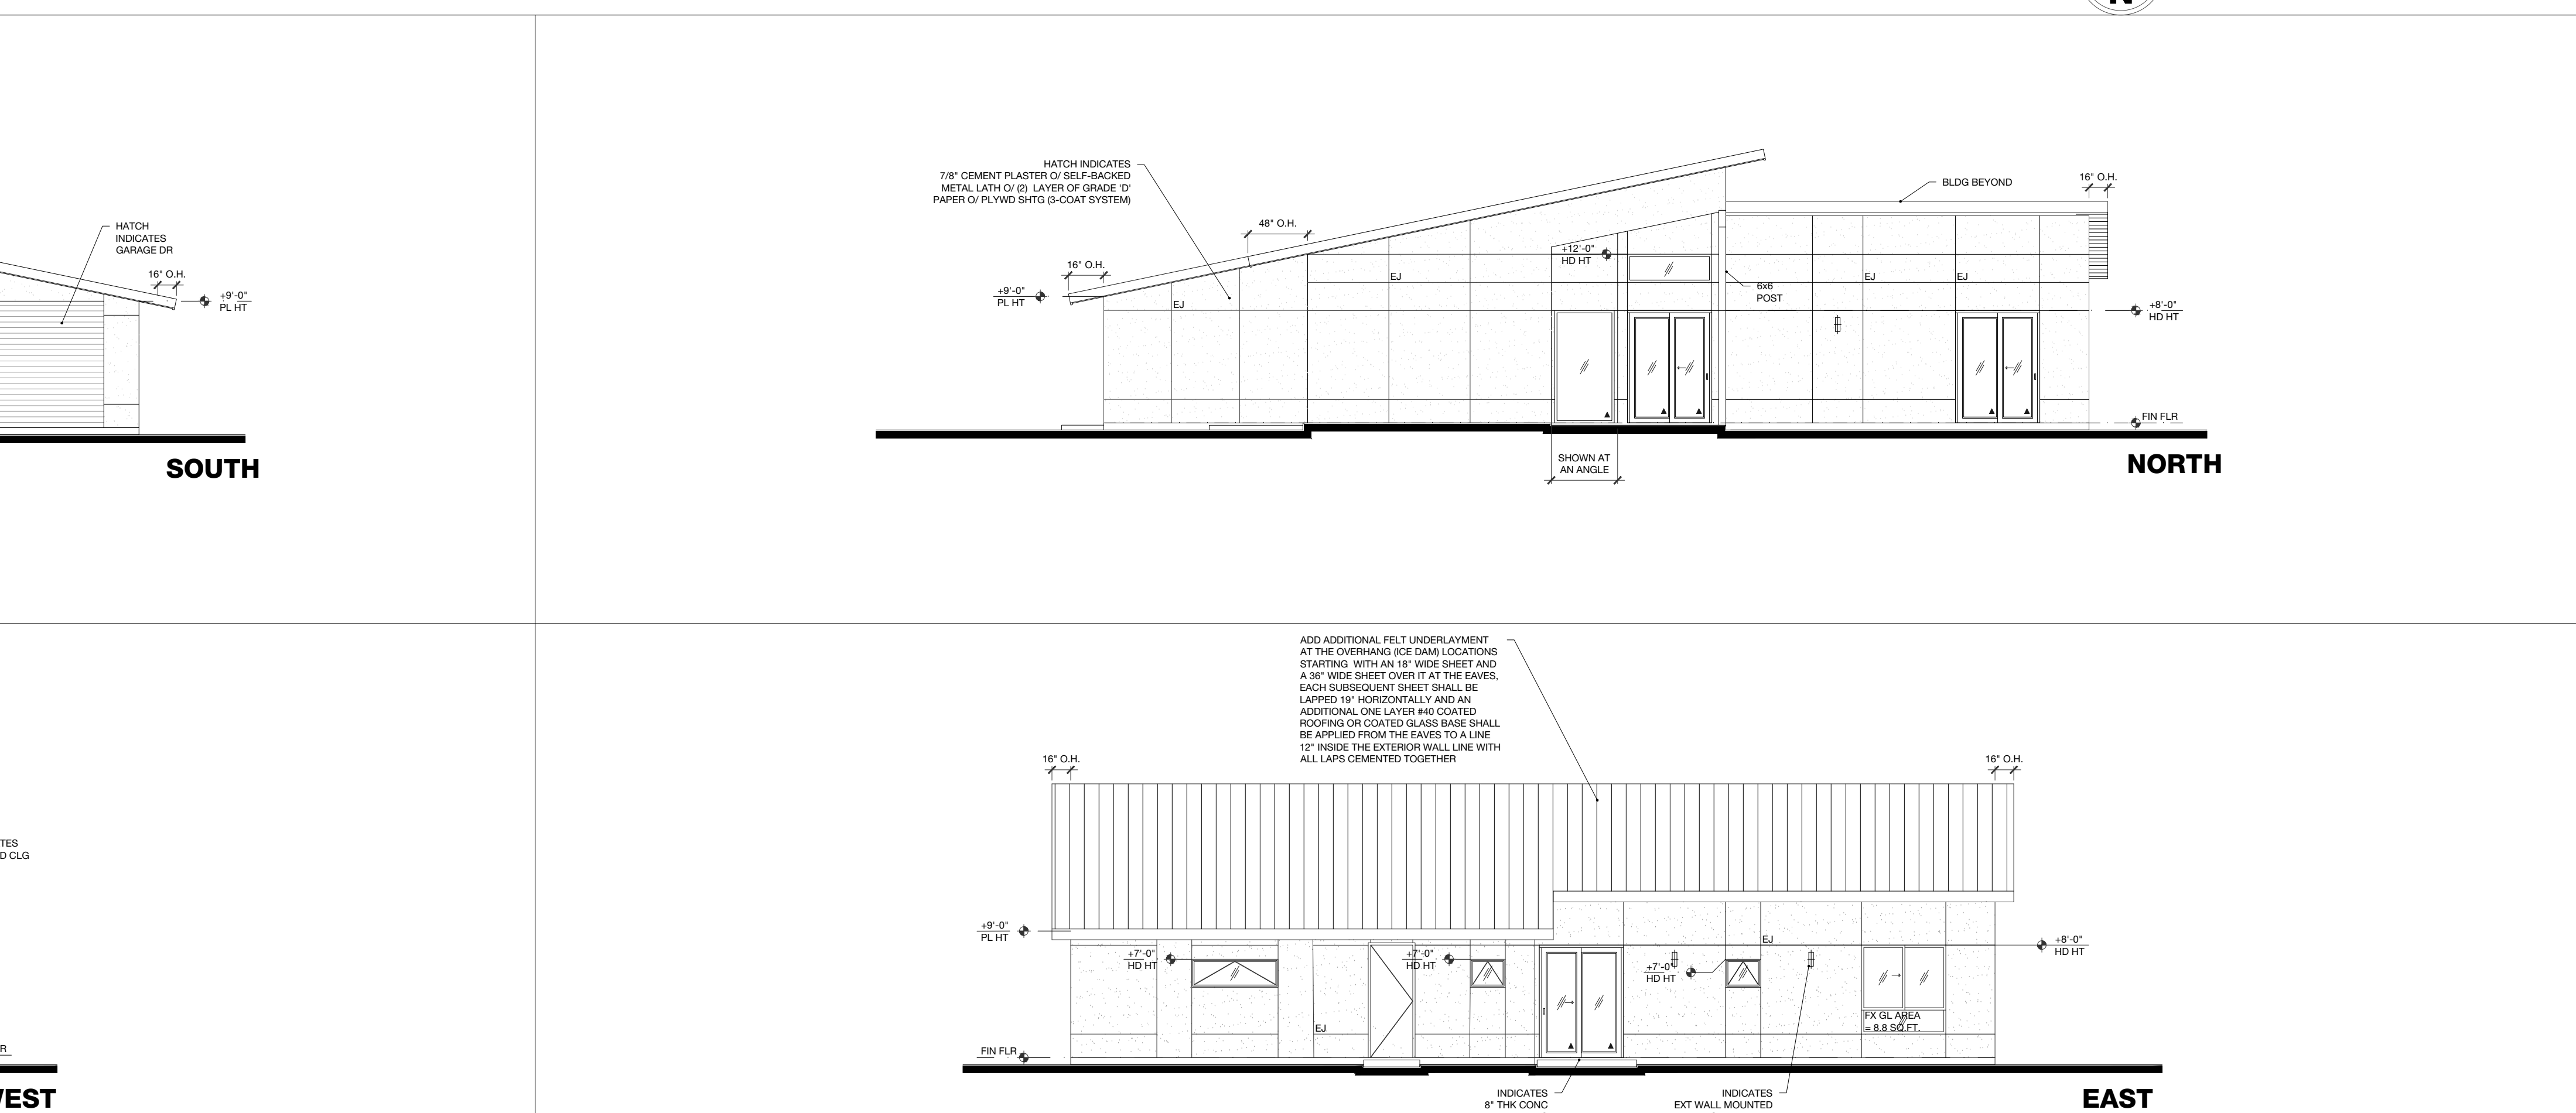 N
HATCH
INDICATES
GARAGE DR
16" O.H.
+9'-0"
PL HT
SOUTH
HATCH INDICATES
7/8" CEMENT PLASTER O/ SELF-BACKED
METAL LATH O/ (2) LAYER OF GRADE 'D'
PAPER O/ PLYWD SHTG (3-COAT SYSTEM)
48" O.H.
16" O.H.
+9'-0"
PL HT
EJ
EJ
+12'-0"
HD HT
6x6
POST
BLDG BEYOND
16" O.H.
EJ
EJ
+8'-0"
HD HT
FIN FLR
SHOWN AT
AN ANGLE
NORTH
TES
D CLG
R
WEST
ADD ADDITIONAL FELT UNDERLAYMENT
AT THE OVERHANG (ICE DAM) LOCATIONS
STARTING WITH AN 18" WIDE SHEET AND
A 36" WIDE SHEET OVER IT AT THE EAVES,
EACH SUBSEQUENT SHEET SHALL BE
LAPPED 19" HORIZONTALLY AND AN
ADDITIONAL ONE LAYER #40 COATED
ROOFING OR COATED GLASS BASE SHALL
BE APPLIED FROM THE EAVES TO A LINE
12" INSIDE THE EXTERIOR WALL LINE WITH
ALL LAPS CEMENTED TOGETHER
16" O.H.
16" O.H.
+9'-0"
PL HT
+7'-0"
HD HT
+7'-0"
HD HT
+7'-0"
HD HT
EJ
+8'-0"
HD HT
EJ
FX GL AREA
= 8.8 SQ.FT.
FIN FLR
INDICATES
8" THK CONC
INDICATES
EXT WALL MOUNTED
EAST